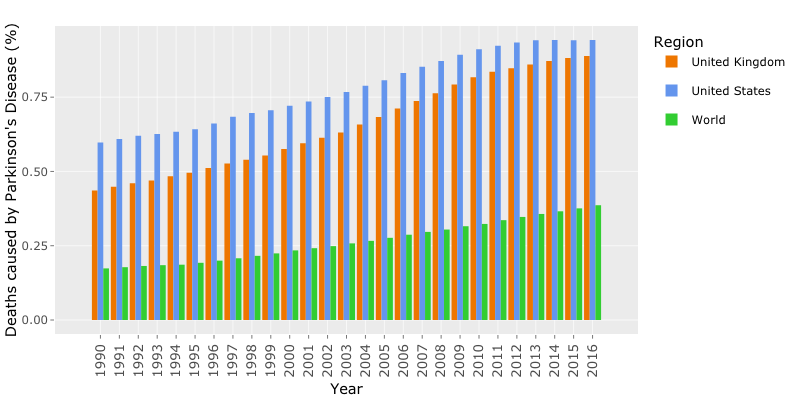 Deaths caused by Parkinson's Disease (%)
0.75
0.50
0.25
0.00
1990 1991 1992 1993 1994 1995 1996 1997 1998 1999 2000 2001 2002 2003 2004 2005 2006 2007 2008 2009 2010 2011 2012 2013 2014 2015 2016
Year
Region
United Kingdom
United States
World